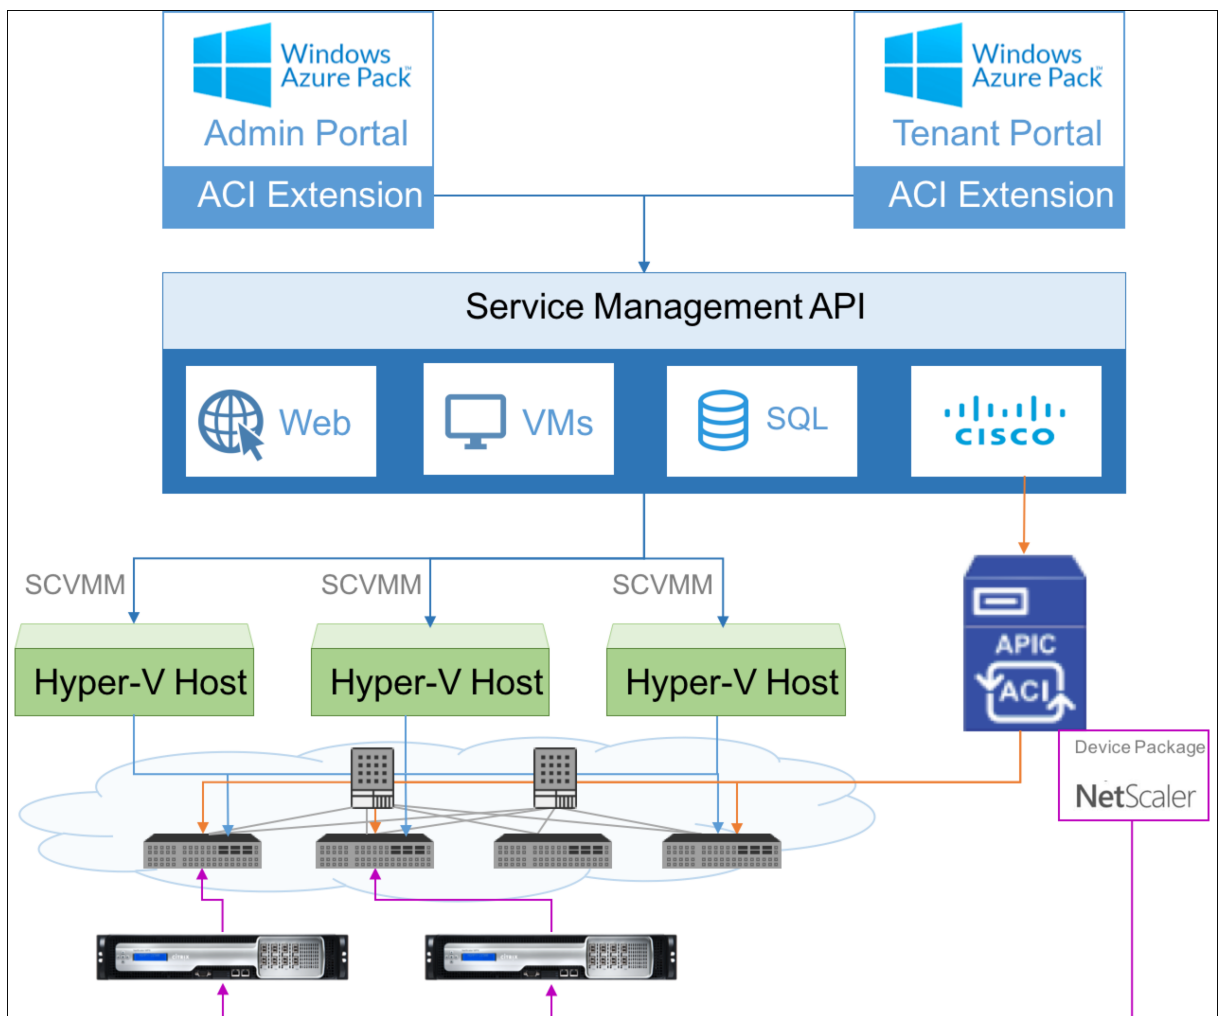 Windows
Azure Pack
Admin Portal
ACI Extension
Windows
Azure Pack
Tenant Portal
ACI Extension
Service Management API
Web
VMs
SQL
CISCO
SCVMM
SCVMM
SCVMM
Hyper-V Host
Hyper-V Host
Hyper-V Host
APIC
ACI
Device Package
NetScaler